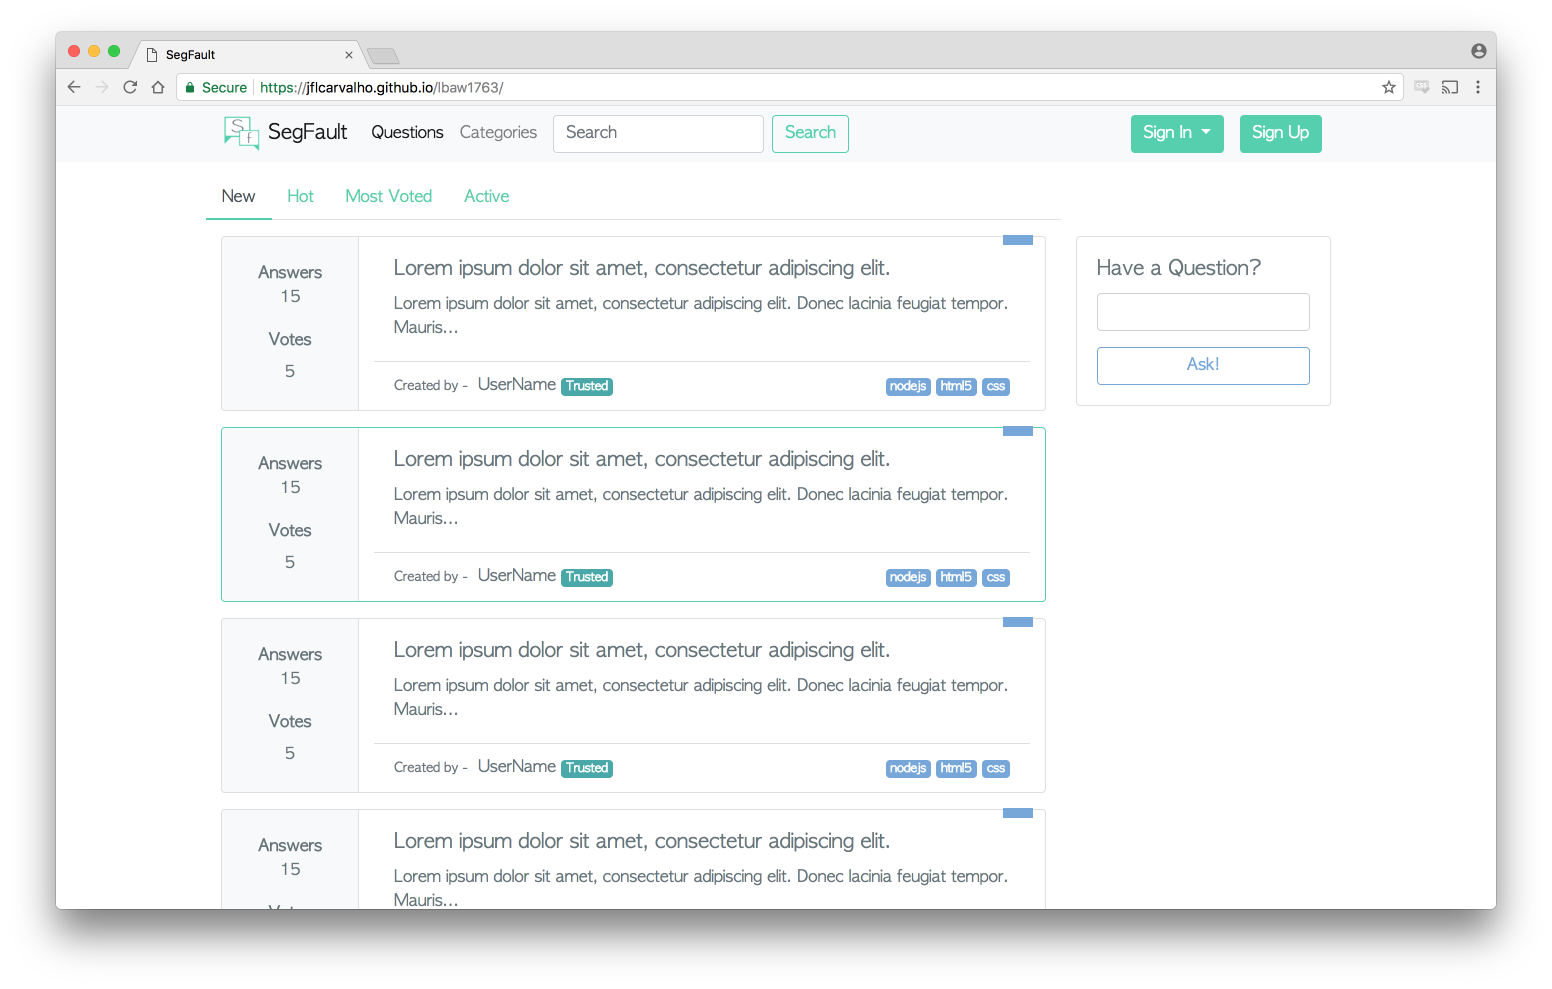 SegFault
Secure https://jflcarvalho.github.io/lbaw1763/
Sf SegFault Questions Categories Search Search Sign In Sign Up
New Hot Most Voted Active
Answers
15
Votes
5
Lorem ipsum dolor sit amet, consectetur adipiscing elit.
Lorem ipsum dolor sit amet, consectetur adipiscing elit. Donec lacinia feugiat tempor.
Mauris...
Created by - UserName Trusted nodejs html5 css
Have a Question?
Ask!
Answers
15
Votes
5
Lorem ipsum dolor sit amet, consectetur adipiscing elit.
Lorem ipsum dolor sit amet, consectetur adipiscing elit. Donec lacinia feugiat tempor.
Mauris...
Created by - UserName Trusted nodejs html5 css
Answers
15
Votes
5
Lorem ipsum dolor sit amet, consectetur adipiscing elit.
Lorem ipsum dolor sit amet, consectetur adipiscing elit. Donec lacinia feugiat tempor.
Mauris...
Created by - UserName Trusted nodejs html5 css
Answers
15
Lorem ipsum dolor sit amet, consectetur adipiscing elit.
Lorem ipsum dolor sit amet, consectetur adipiscing elit. Donec lacinia feugiat tempor.
Mauris...